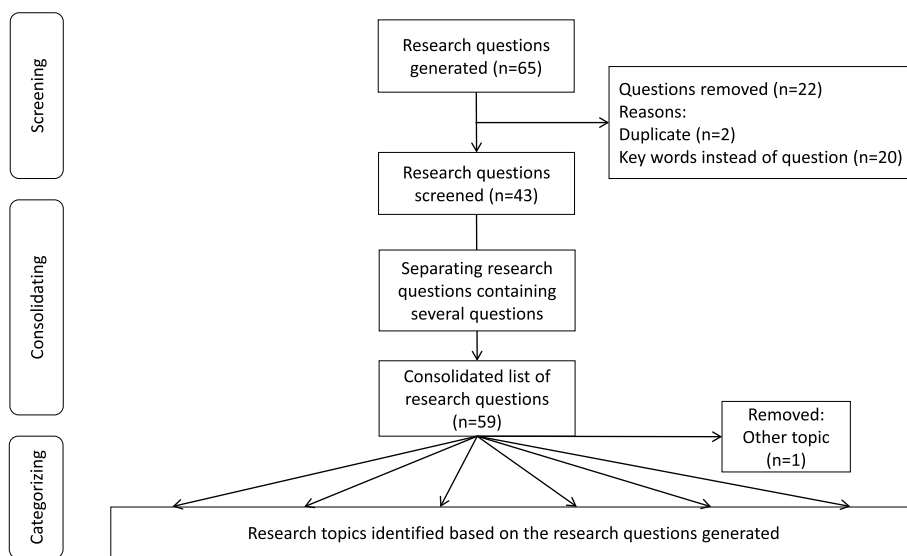 Screening
Research questions
generated (n=65)
Questions removed (n=22)
Reasons:
Duplicate (n=2)
Key words instead of question (n=20)
Research questions
screened (n=43)
Consolidating
Separating research
questions containing
several questions
Consolidated list of
research questions
(n=59)
Removed:
Other topic
(n=1)
Categorizing
Research topics identified based on the research questions generated